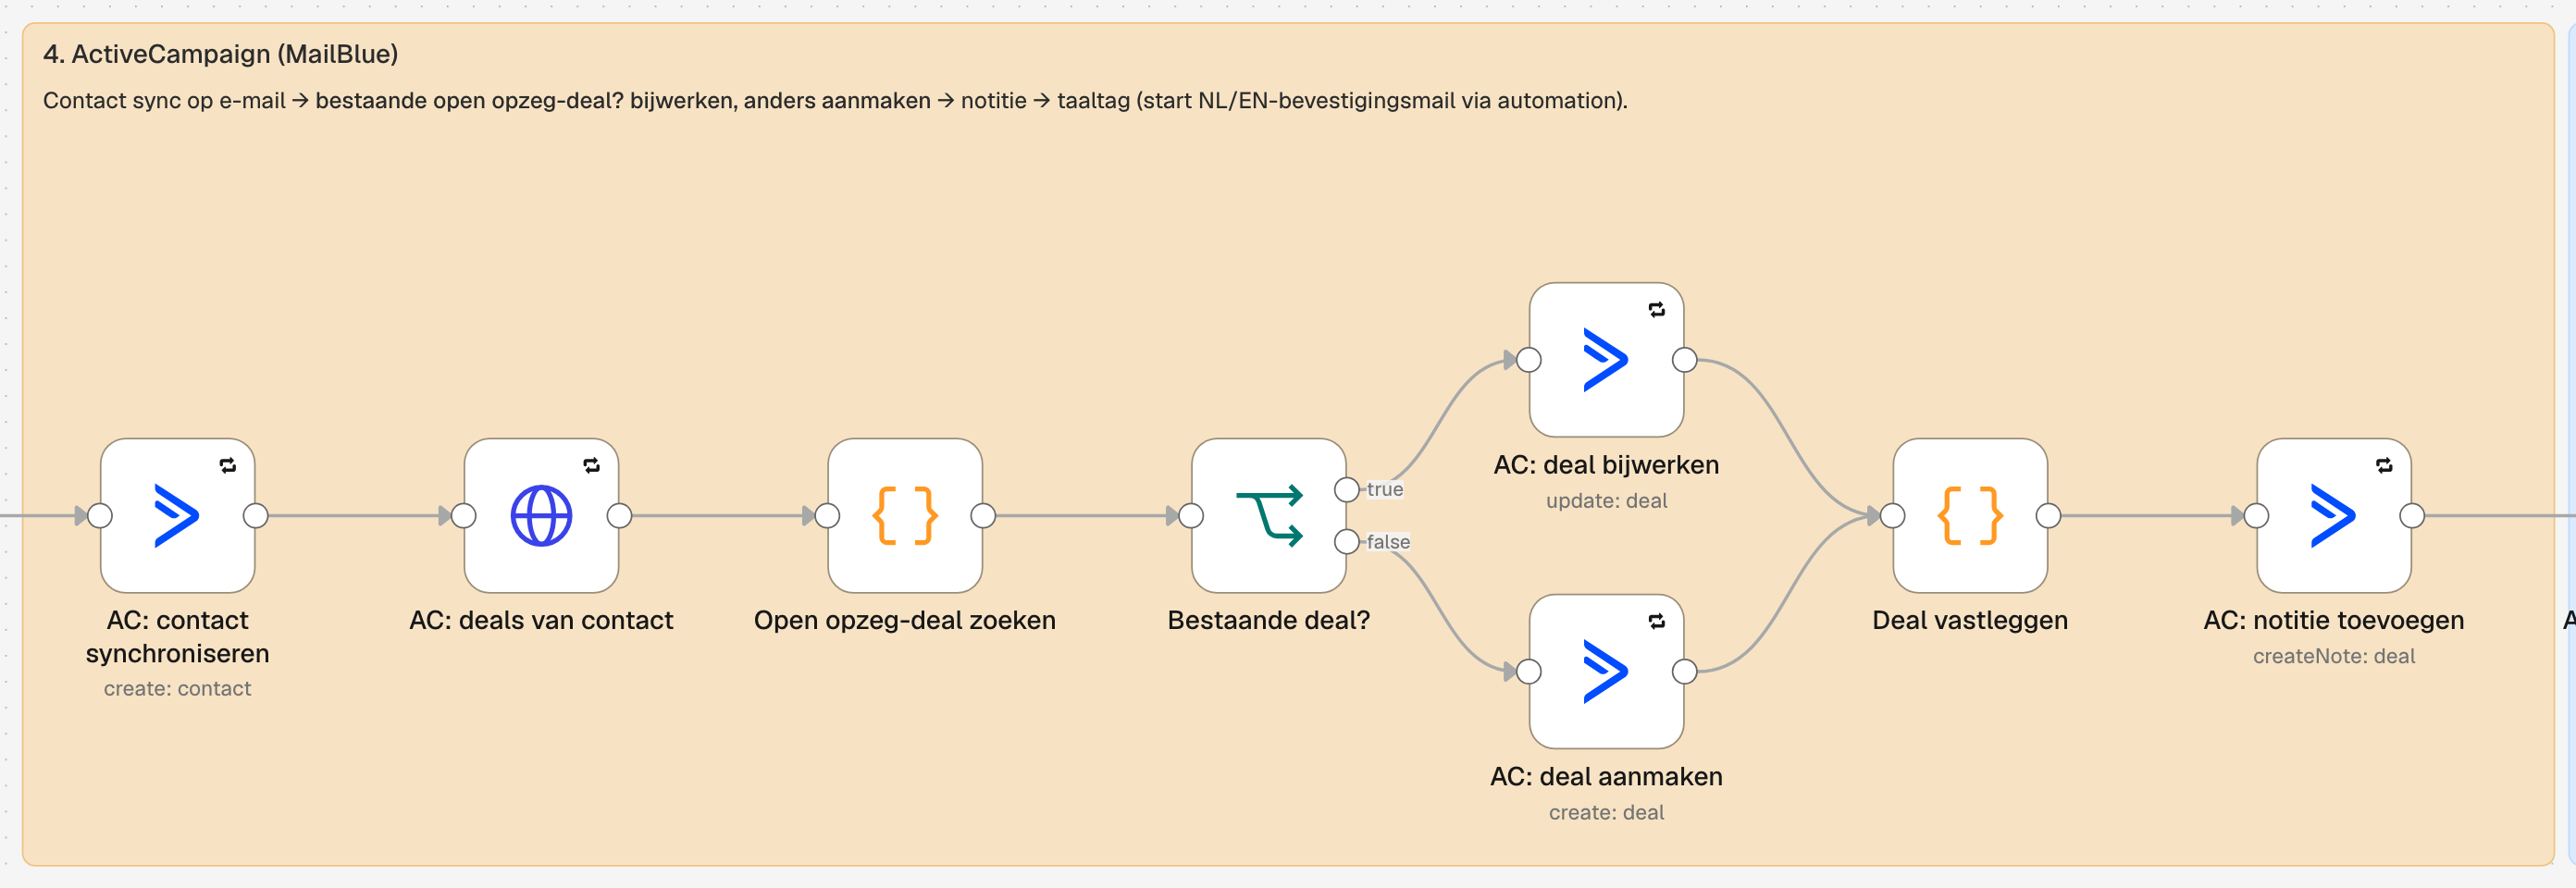 4. ActiveCampaign (MailBlue)
Contact sync op e-mail → bestaande open opzeg-deal? bijwerken, anders aanmaken → notitie → taaltag (start NL/EN-bevestigingsmail via automation).
AC: contact
synchroniseren
create: contact
AC: deals van contact
Open opzeg-deal zoeken
Bestaande deal?
true
false
AC: deal bijwerken
update: deal
AC: deal aanmaken
create: deal
Deal vastleggen
AC: notitie toevoegen
createNote: deal